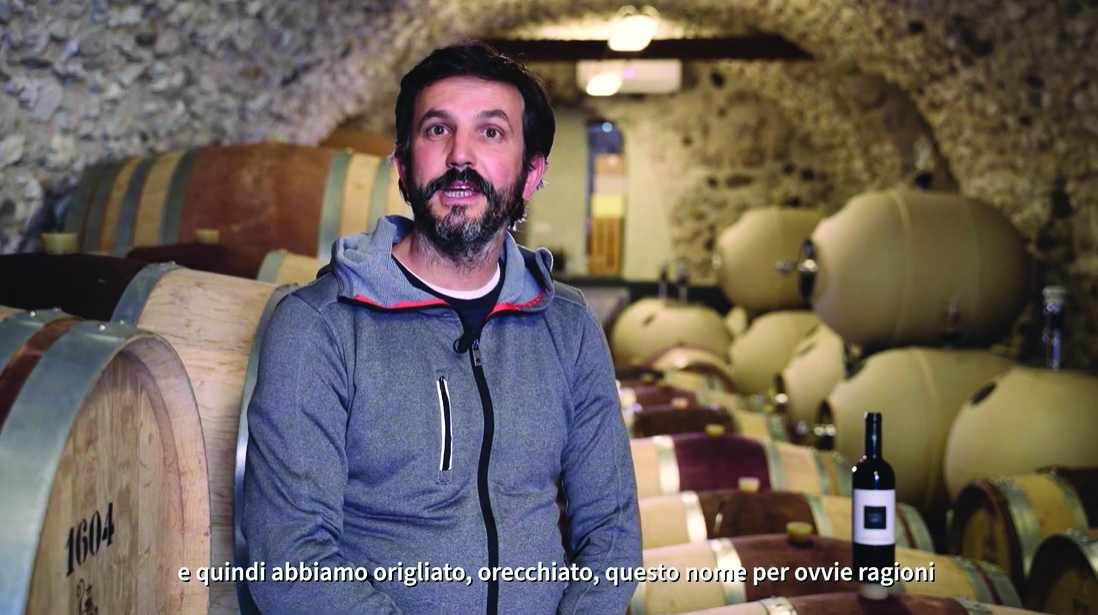 1604
e quindi abbiamo origliato, orecchiato, questo nome per ovvie ragioni